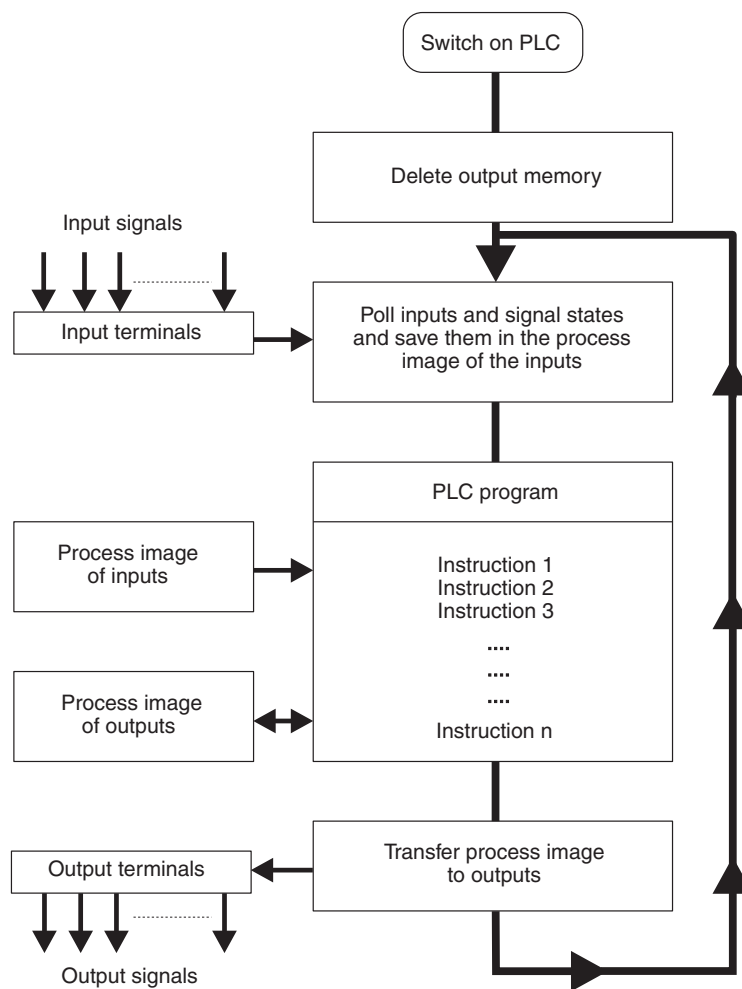 Switch on PLC
Delete output memory
Input signals
Input terminals
Poll inputs and signal states
and save them in the process
image of the inputs
PLC program
Process image
of inputs
Instruction 1
Instruction 2
Instruction 3
....
....
....
Instruction n
Process image
of outputs
Output terminals
Transfer process image
to outputs
Output signals